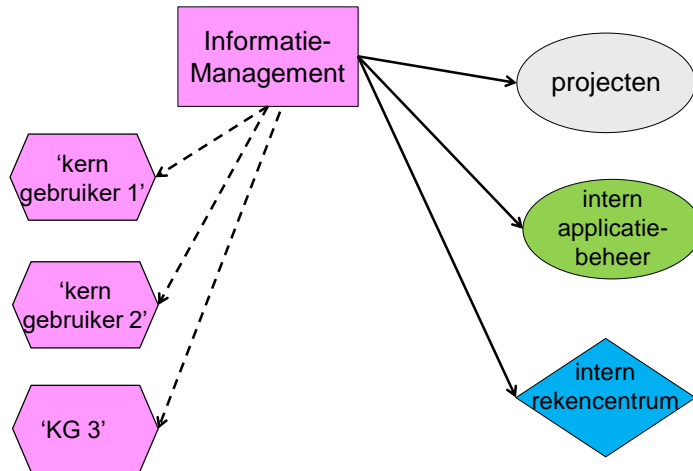 Informatie-
Management
projecten
‘kern
gebruiker 1’
intern
applicatie-
beheer
‘kern
gebruiker 2’
intern
rekencentrum
‘KG 3’